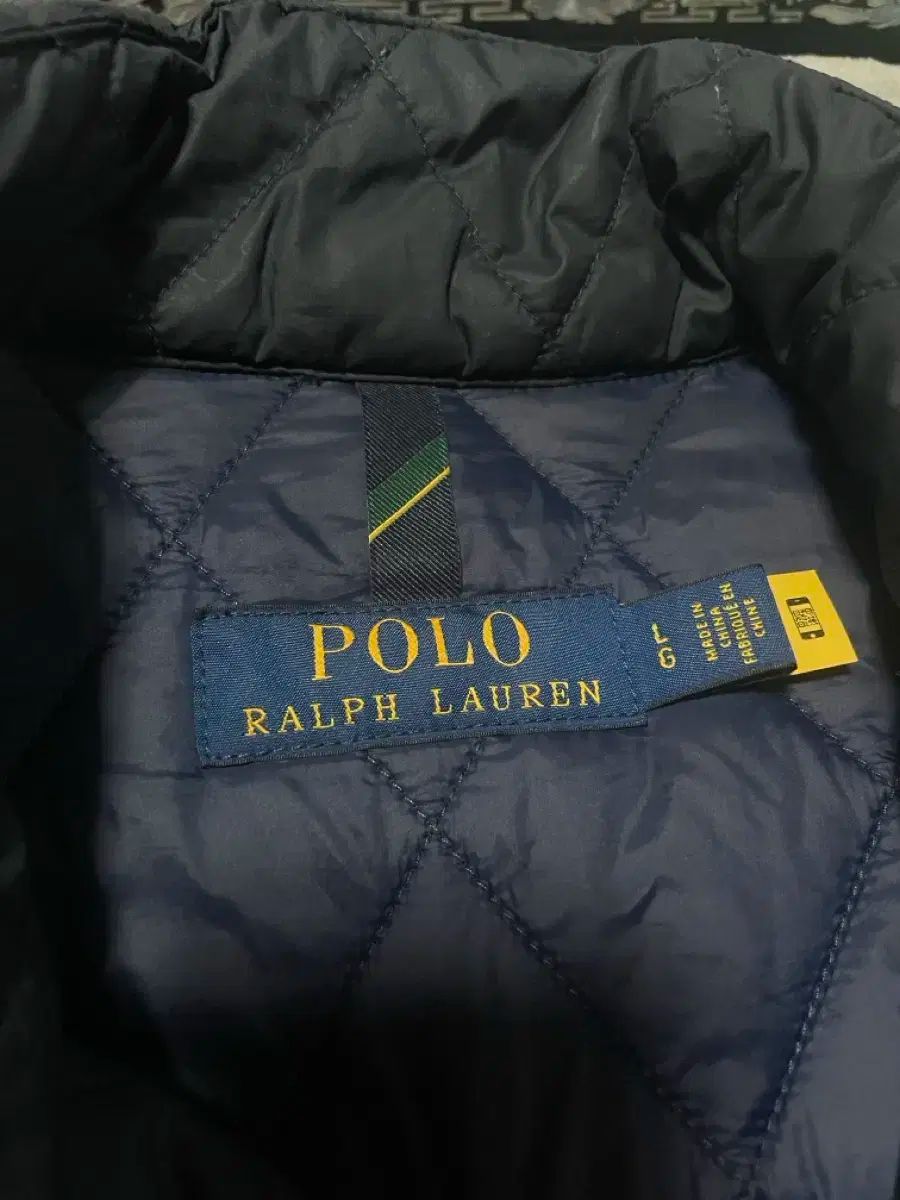 POLO
RALPH LAUREN
L
G
MADE IN
CHINA
FABRIQUÉ EN
CHINE